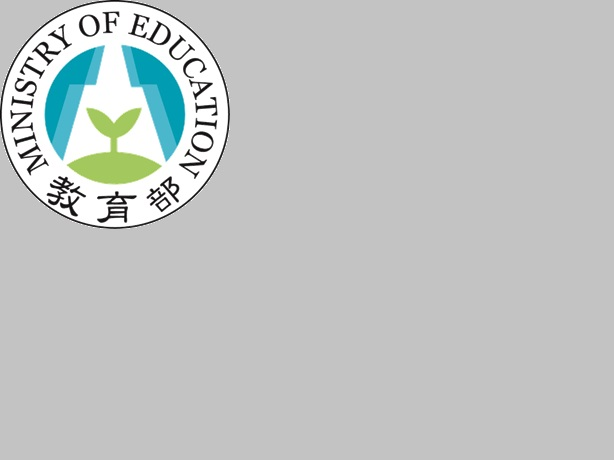 MINISTRY OF EDUCATION
教育部